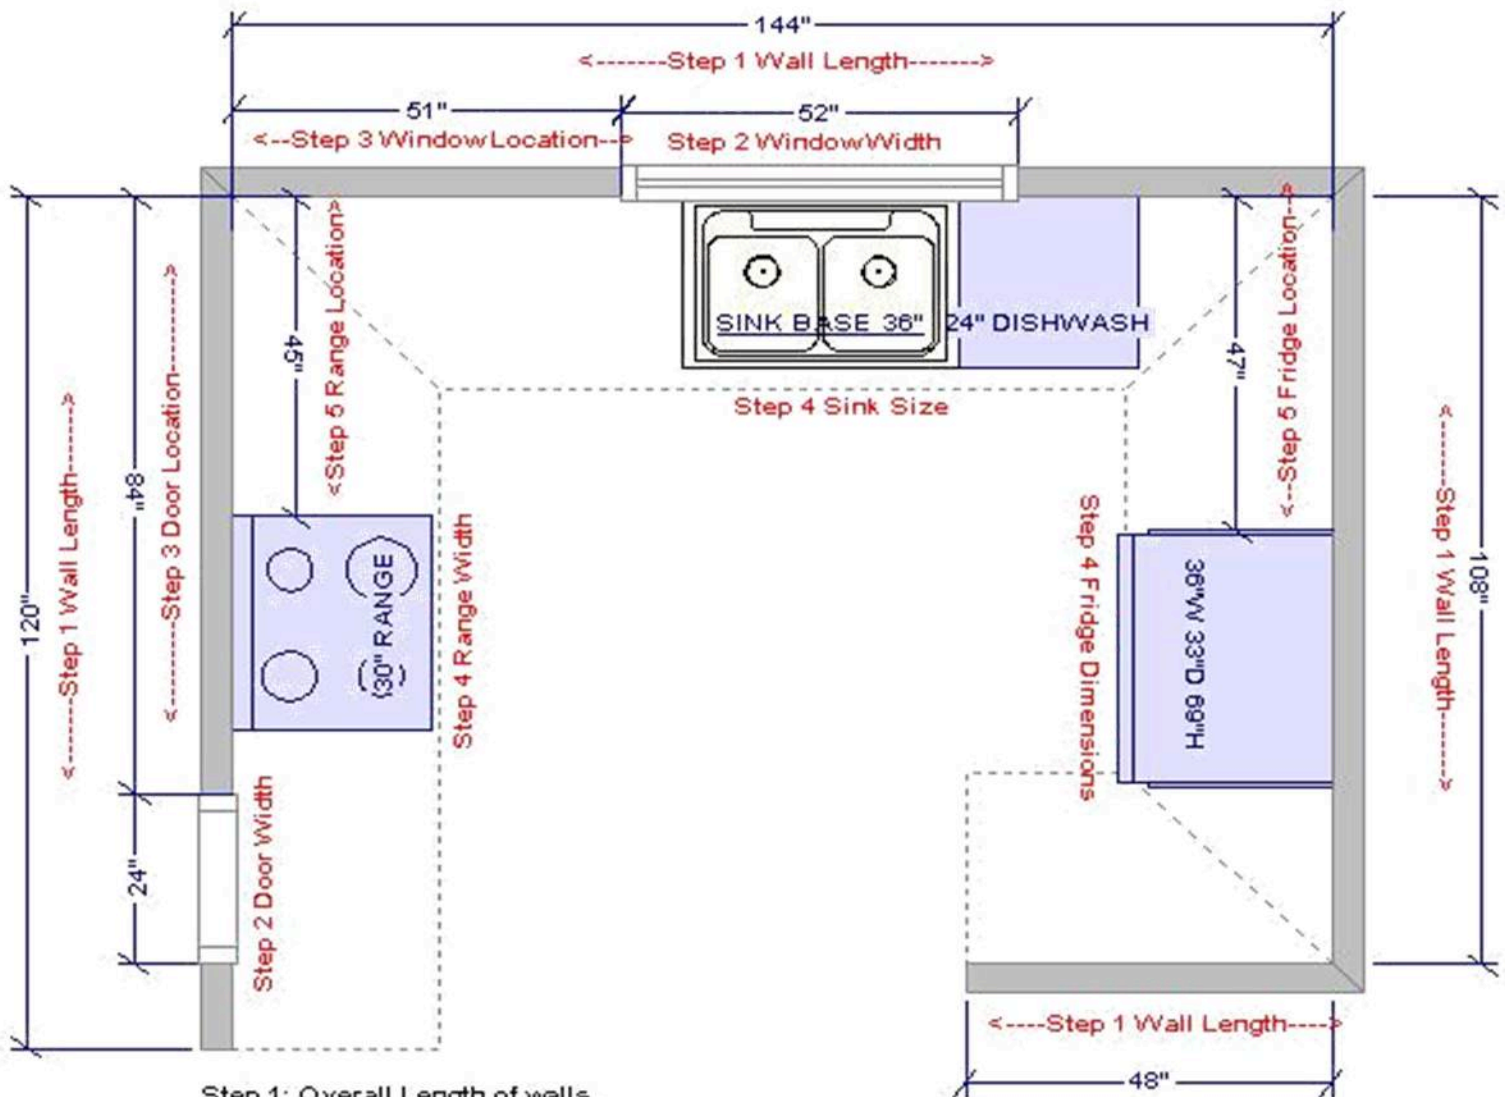 144"
<-------Step 1 Wall Length------->
51"
52"
<--Step 3 Window Location-->
Step 2 Window Width
<Step 5 Range Location>
45"
<-------Step 3 Door Location------->
84"
<-------Step 1 Wall Length------->
120"
SINK BASE 36"
24" DISHWASH
Step 4 Sink Size
47"
<--Step 5 Fridge Location-->
<-------Step 1 Wall Length------->
108"
(30" RANGE
Step 4 Range Width
Step 4 Fridge Dimensions
36"W 33"D 69"H
24"
Step 2 Door Width
<----Step 1 Wall Length---->
48"
Step 1: Overall Length of walls